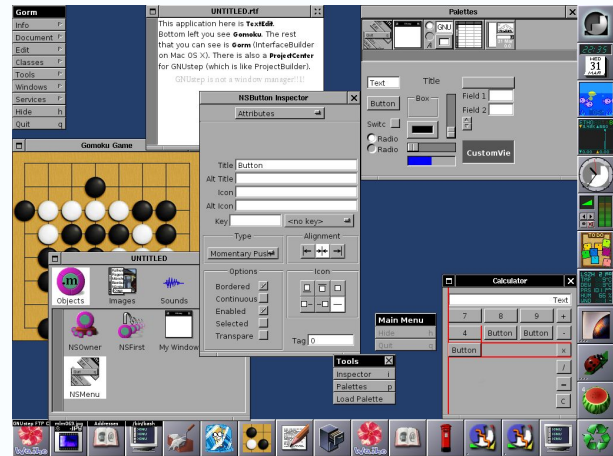 Gorm
Info
Document
Edit
Classes
Tools
Windows
Services
Hide h
Quit q
UNTITLED.rtf
This application here is TextEdit.
Bottom left you see Gomoku. The rest
that you can see is Gorm (InterfaceBuilder
on Mac OS X). There is also a ProjectCenter
for GNUstep (which is like ProjectBuilder).
GNUstep is not a window manager!!!
Palettes
GNU
A
Text Title
Button
Box
Field 1
Field 2
Switc
Radio
Radio
CustomVie
22:35
WED
31
MAR
NSButton Inspector
Attributes
Title Button
Alt Title
Icon
Alt Icon
Key <no key>
Type
Alignment
Momentary Push
Options
Icon
Bordered
Continuous
Enabled
Selected
Transpare
Tag: 0
Gomoku Game
UNTITLED
.m
Objects
Images
Sounds
NSOwner
NSFirst
My Window
NSMenu
Main Menu
Hide h
Quit q
Tools
Inspector i
Palettes p
Load Palette
Calculator
Text
7 8 9 +
4 Button Button -
Button x
/
=
C
GNUstep FTP C
Addresses
/bin/bash